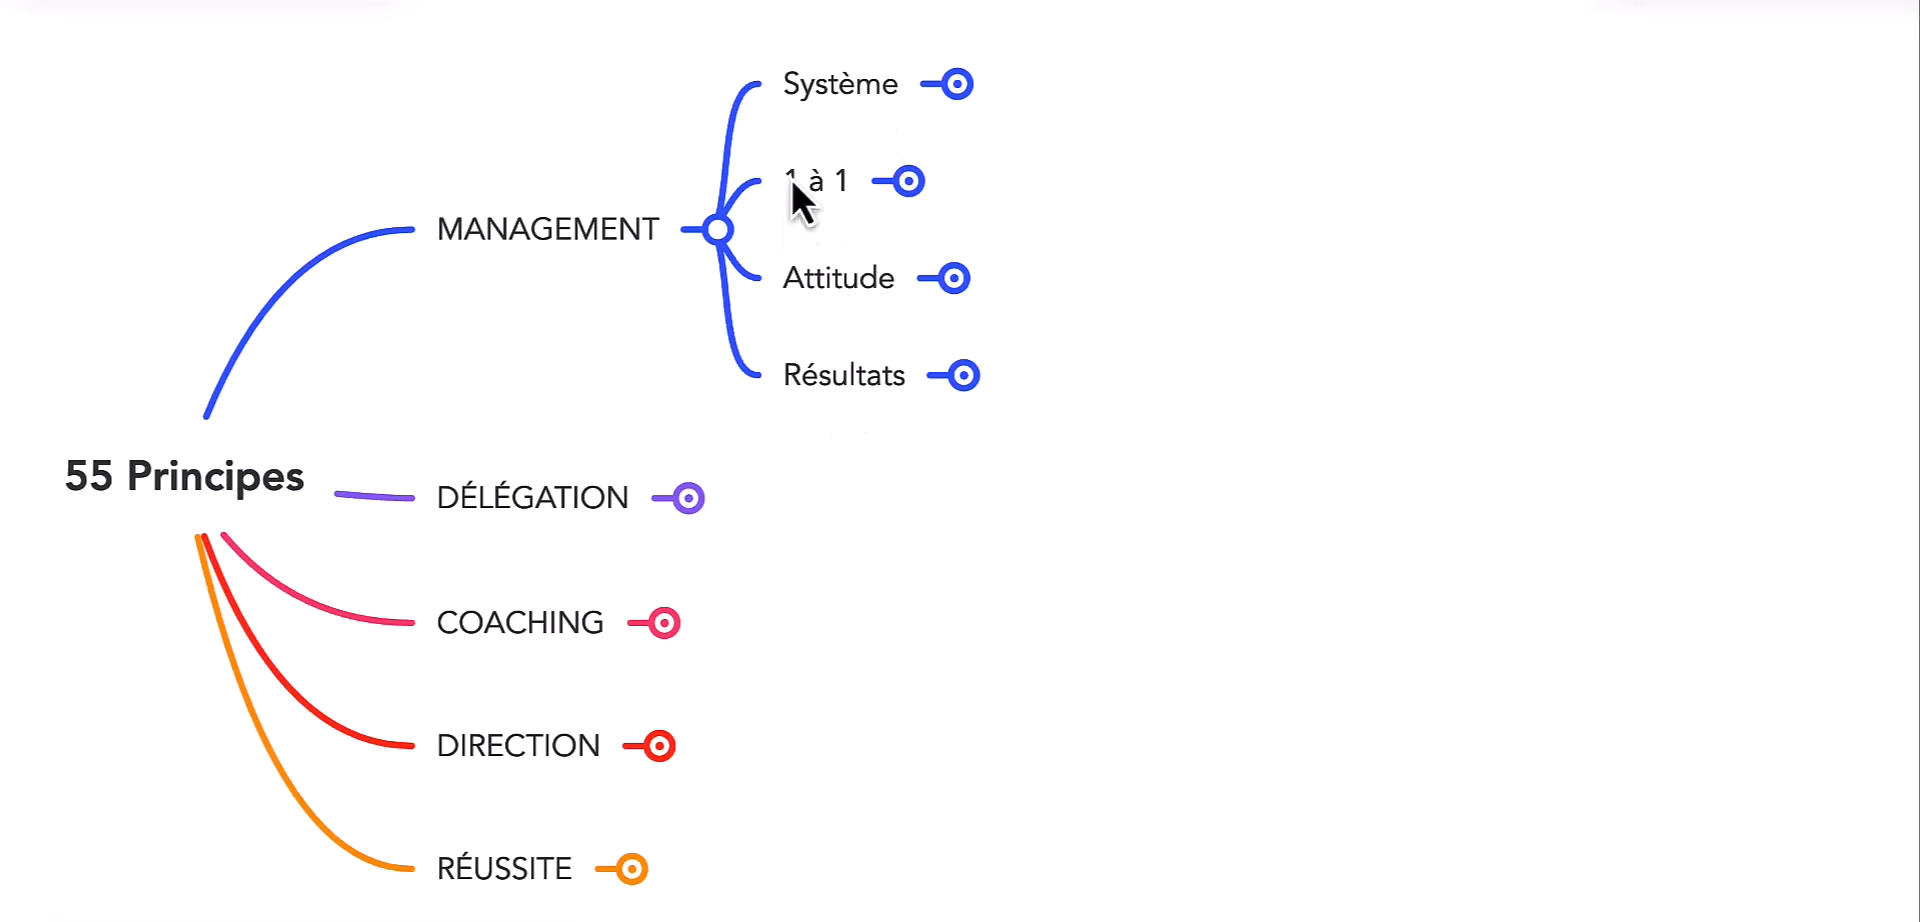 Système
1 à 1
MANAGEMENT
Attitude
Résultats
55 Principes
DÉLÉGATION
COACHING
DIRECTION
RÉUSSITE